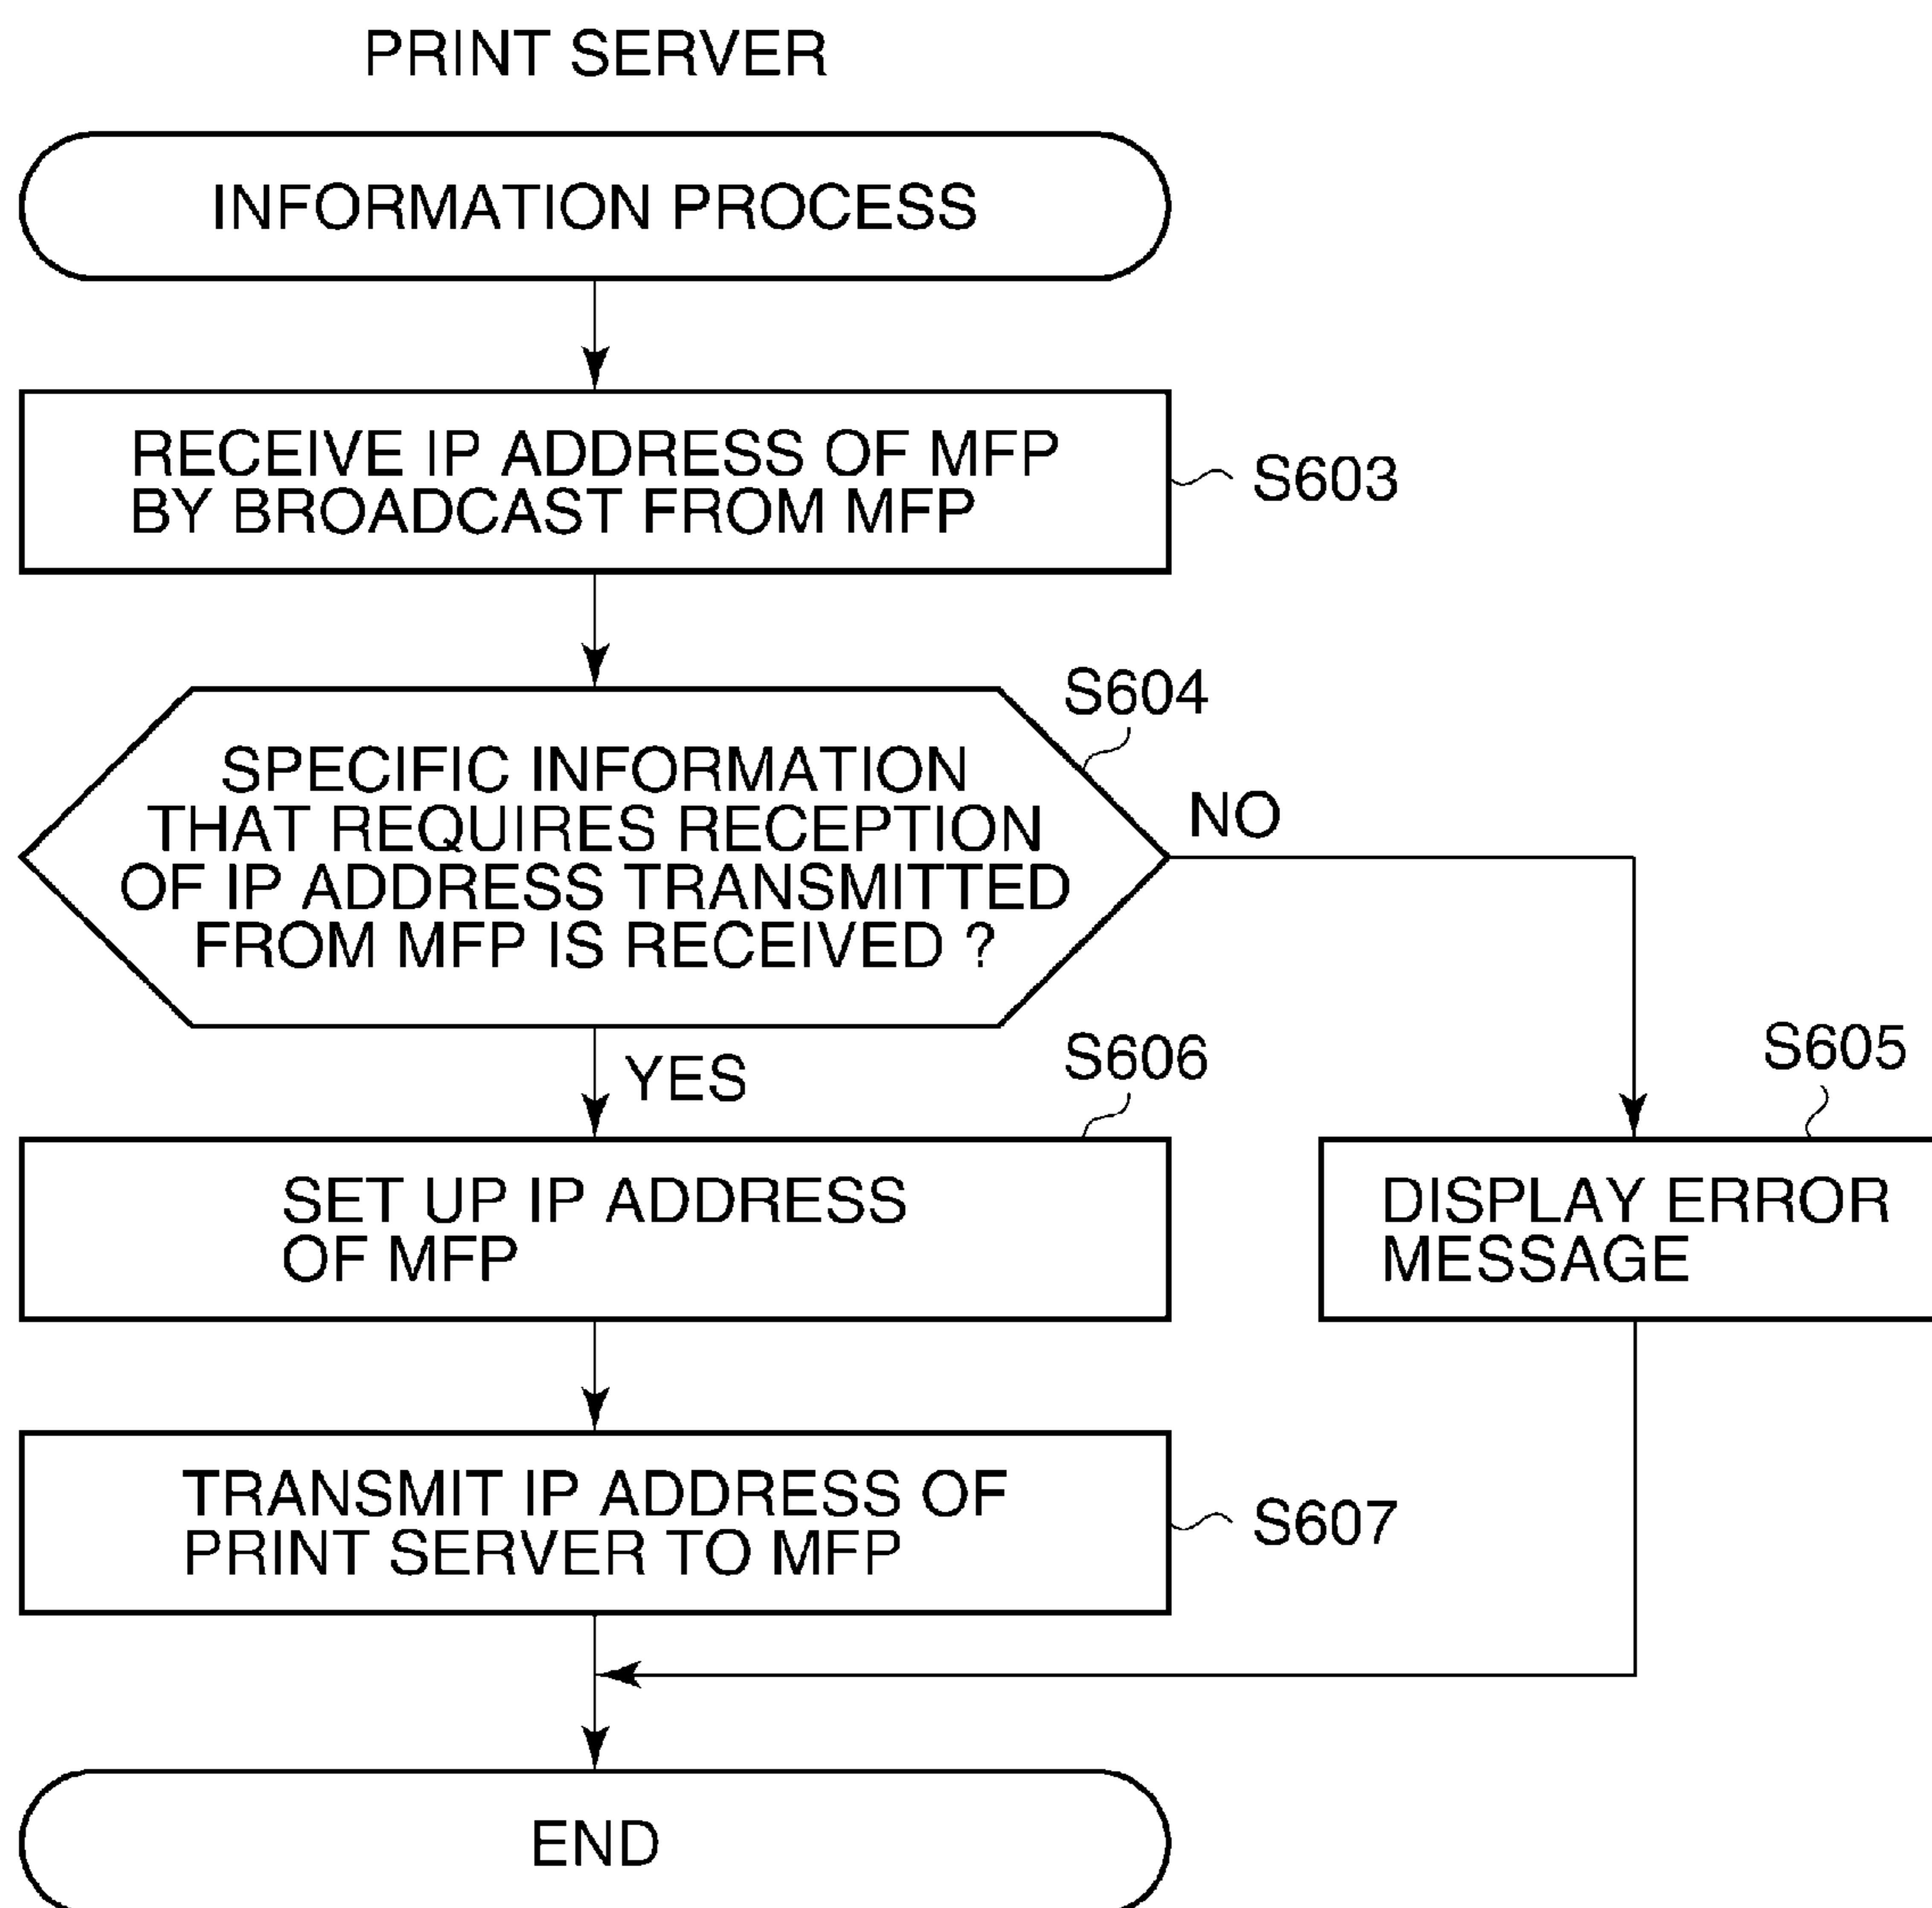 PRINT SERVER
INFORMATION PROCESS
RECEIVE IP ADDRESS OF MFP
BY BROADCAST FROM MFP
S603
S604
SPECIFIC INFORMATION
THAT REQUIRES RECEPTION
OF IP ADDRESS TRANSMITTED
FROM MFP IS RECEIVED ?
NO
YES
S606
S605
SET UP IP ADDRESS
OF MFP
DISPLAY ERROR
MESSAGE
TRANSMIT IP ADDRESS OF
PRINT SERVER TO MFP
S607
END